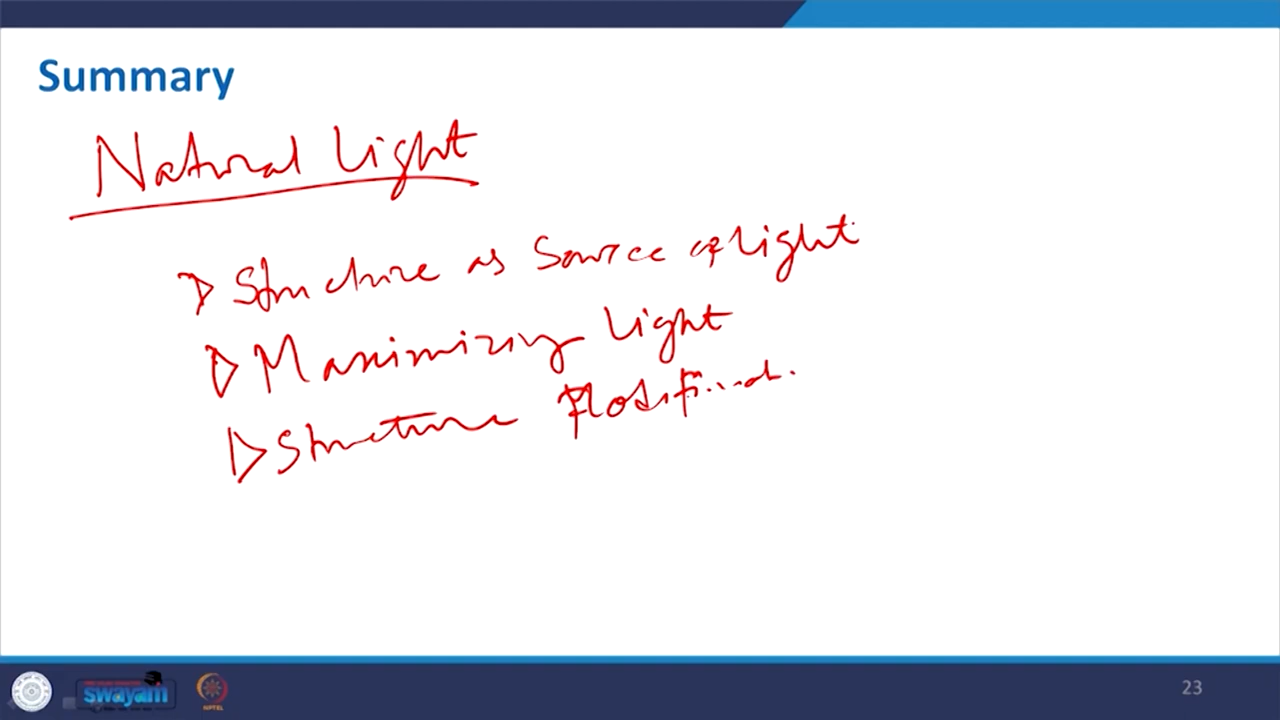 Summary
Natural Light
Structure as Source of Light
Maximizing Light
Structure
swayam
23